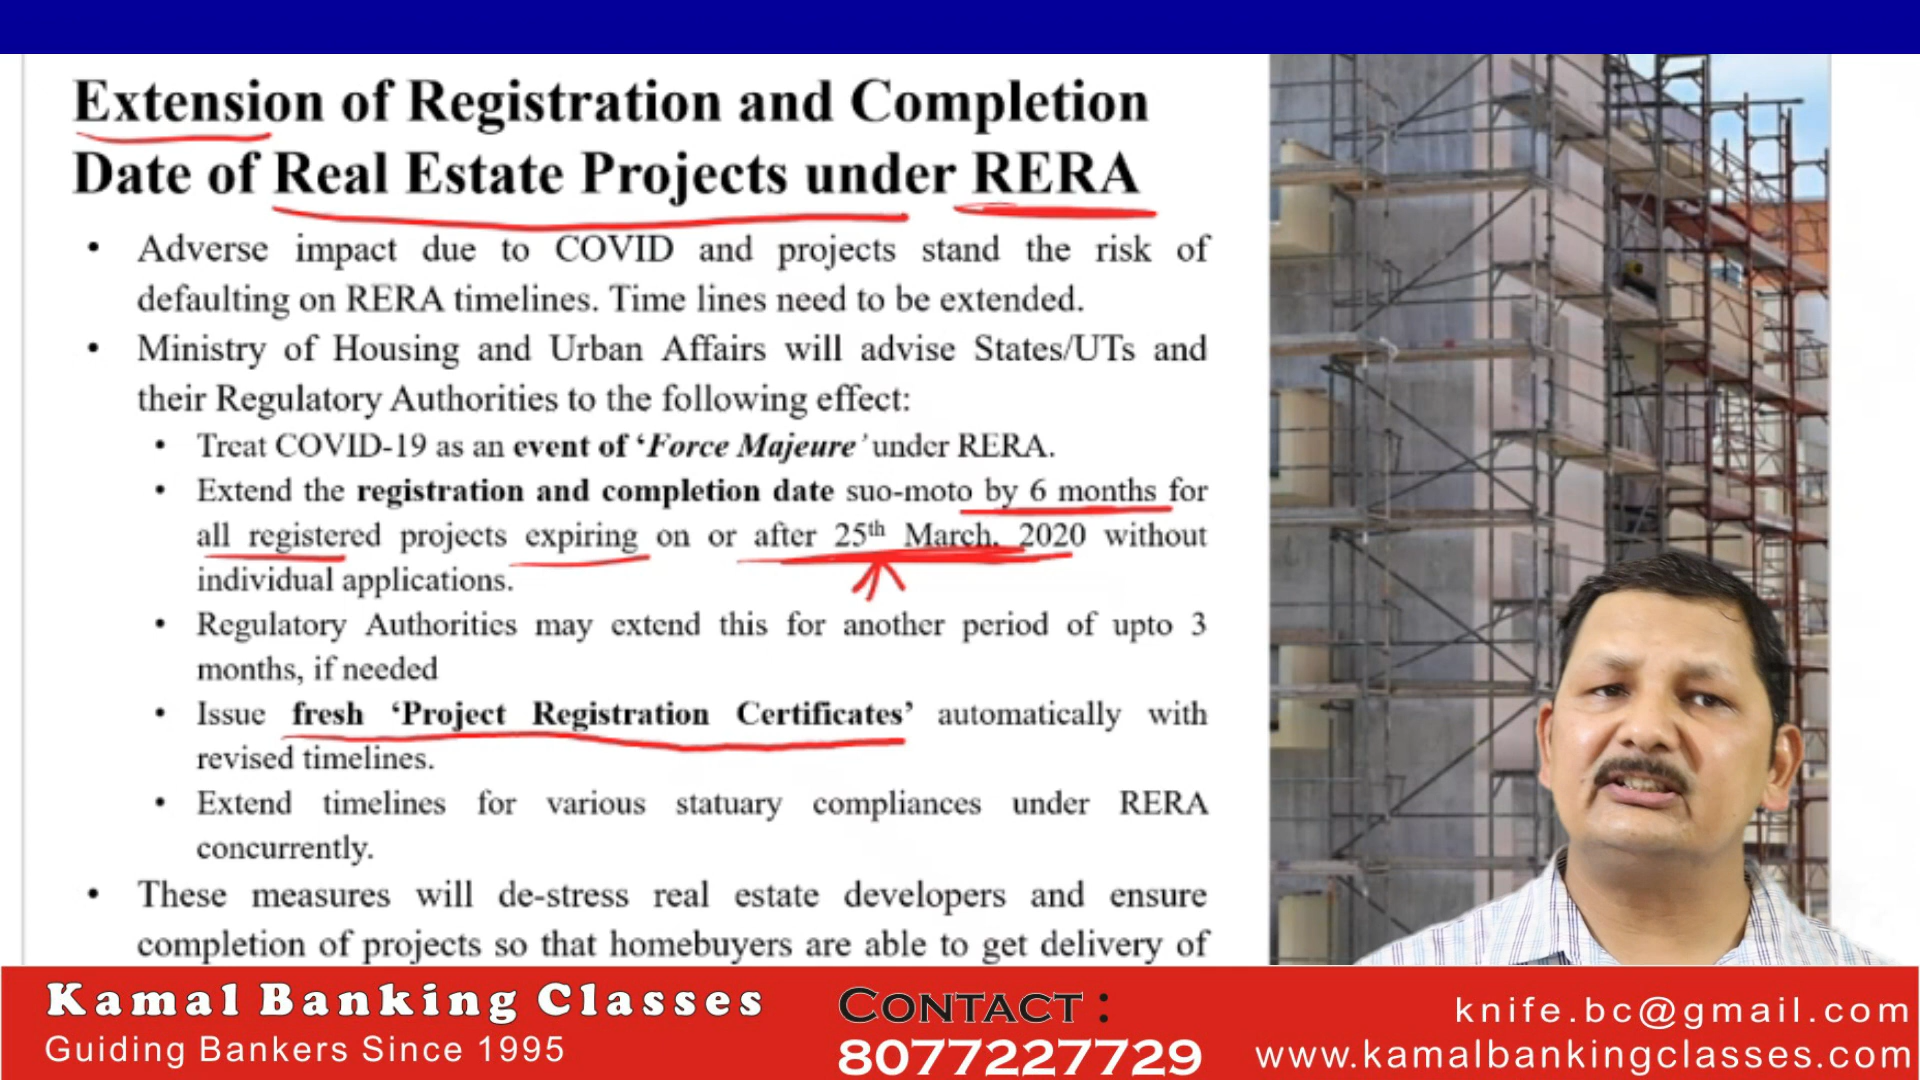 Extension of Registration and Completion
Date of Real Estate Projects under RERA
• Adverse impact due to COVID and projects stand the risk of
defaulting on RERA timelines. Time lines need to be extended.
• Ministry of Housing and Urban Affairs will advise States/UTs and
their Regulatory Authorities to the following effect:
• Treat COVID-19 as an event of ‘Force Majeure’ under RERA.
• Extend the registration and completion date suo-moto by 6 months for
all registered projects expiring on or after 25th March, 2020 without
individual applications.
• Regulatory Authorities may extend this for another period of upto 3
months, if needed
• Issue fresh ‘Project Registration Certificates’ automatically with
revised timelines.
• Extend timelines for various statuary compliances under RERA
concurrently.
• These measures will de-stress real estate developers and ensure
completion of projects so that homebuyers are able to get delivery of
Kamal Banking Classes
Guiding Bankers Since 1995
CONTACT :
8077227729
knife.bc@gmail.com
www.kamalbankingclasses.com